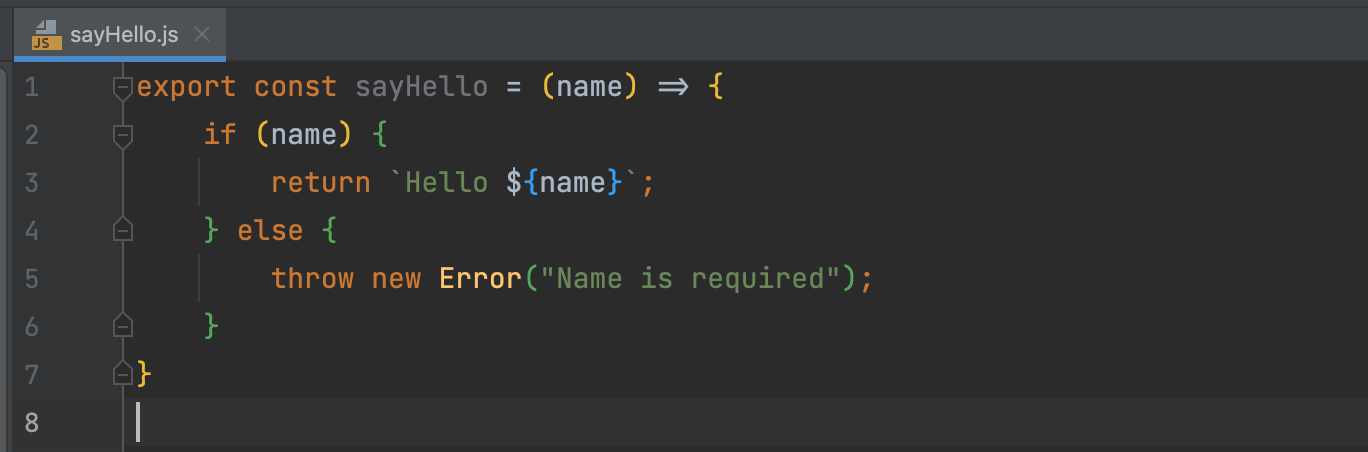 JS sayHello.js
1 export const sayHello = (name) => {
2     if (name) {
3         return `Hello ${name}`;
4     } else {
5         throw new Error("Name is required");
6     }
7 }
8